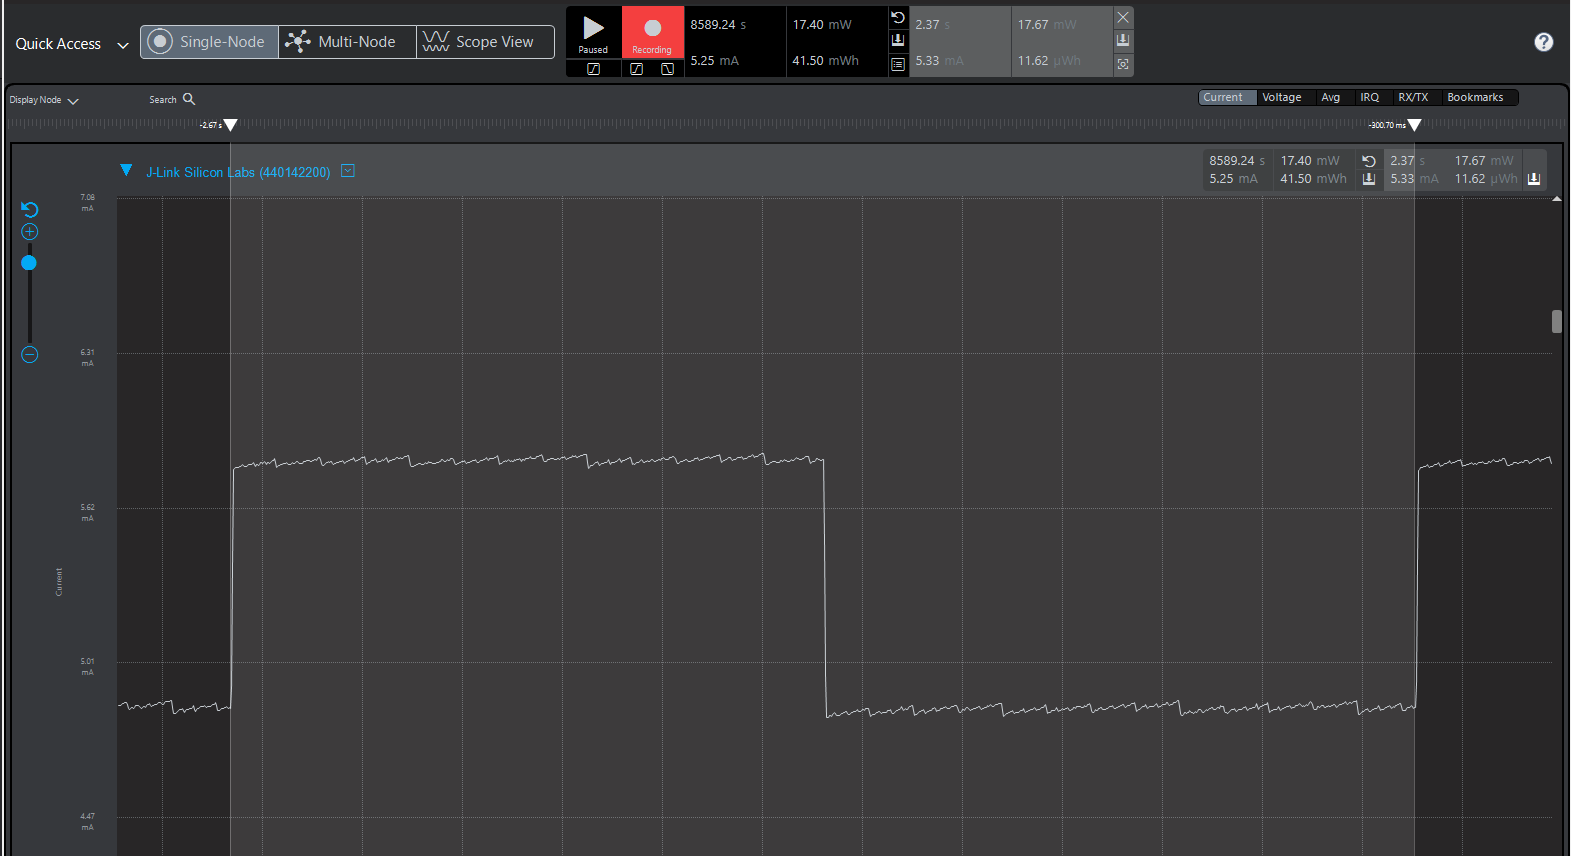 Quick Access
Single-Node
Multi-Node
Scope View
Paused
Recording
8589.24 s
17.40 mW
5.25 mA
41.50 mWh
2.37 s
17.67 mW
5.33 mA
11.62 µWh
Display Node
Search
Current
Voltage
Avg
IRQ
RX/TX
Bookmarks
-2.67 s
-300.70 ms
J-Link Silicon Labs (440142200)
8589.24 s
17.40 mW
2.37 s
17.67 mW
5.25 mA
41.50 mWh
5.33 mA
11.62 µWh
7.08
mA
6.31
mA
5.62
mA
Current
5.01
mA
4.47
mA